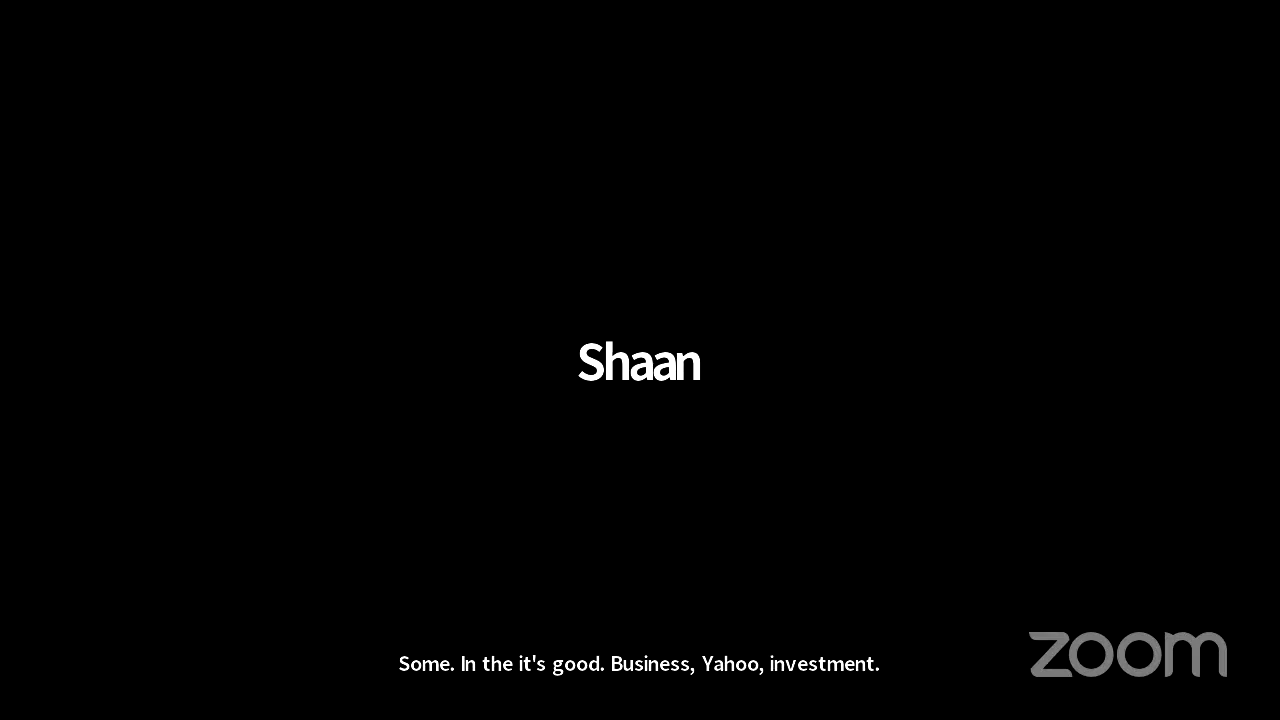 Shaan
Some. In the it's good. Business, Yahoo, investment.
zoom